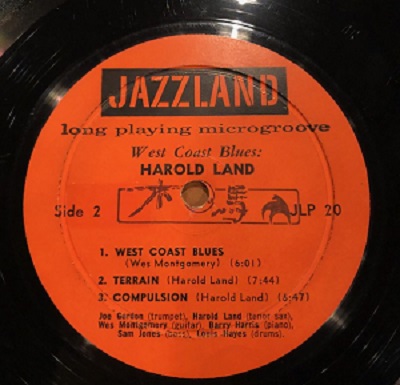 JAZZLAND
long playing microgroove
West Coast Blues:
HAROLD LAND
木 馬
Side 2 JLP 20
1. WEST COAST BLUES
(Wes Montgomery) (6:01)
2. TERRAIN (Harold Land) (7:44)
3. COMPULSION (Harold Land) (6:47)
Joe Gordon (trumpet), Harold Land (tenor sax),
Wes Montgomery (guitar), Barry Harris (piano),
Sam Jones (bass), Louis Hayes (drums).